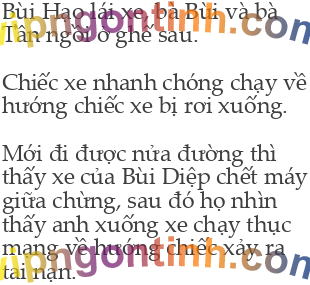 Bùi Hạo lái xe, bà Bùi và bà
Tần ngồi ở ghế sau.
Chiếc xe nhanh chóng chạy về
hướng chiếc xe bị rơi xuống.
Mới đi được nửa đường thì
thấy xe của Bùi Diệp chết máy
giữa chừng, sau đó họ nhìn
thấy anh xuống xe chạy thục
mạng về hướng chiếc xảy ra
tai nạn.
vipngontinh.com